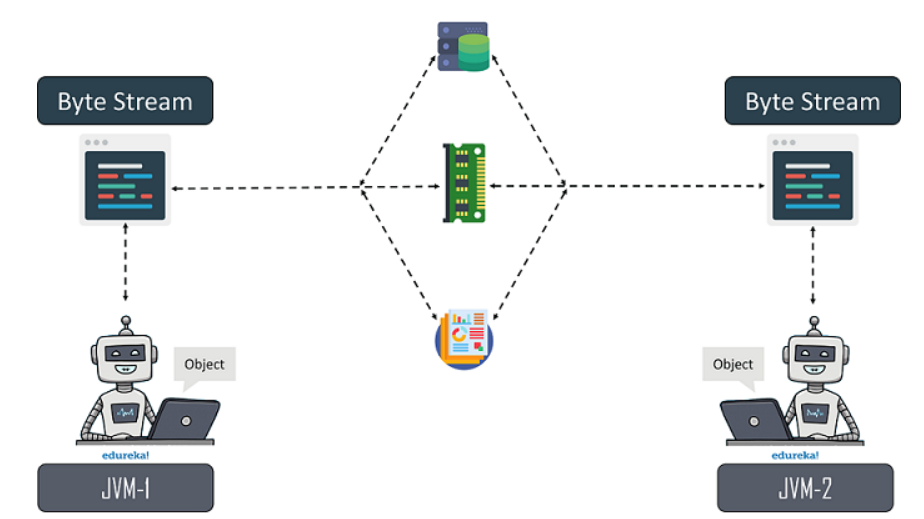 Byte Stream
Byte Stream
Object
Object
edureka!
edureka!
JVM-1
JVM-2